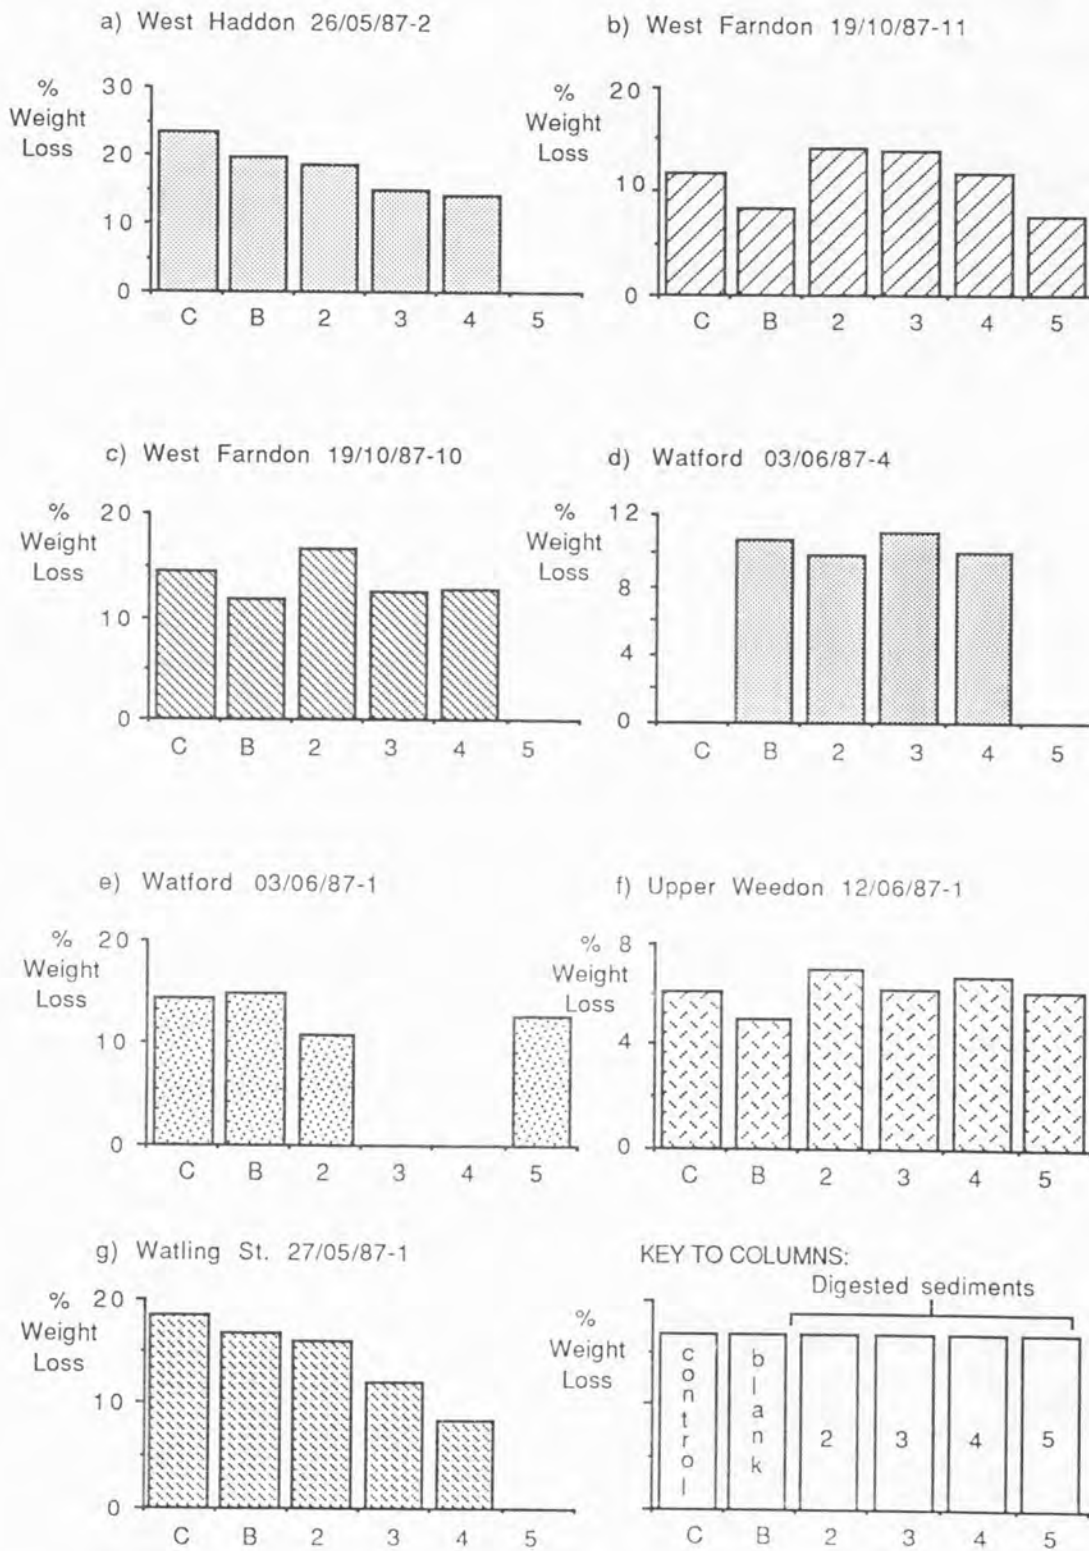 a) West Haddon 26/05/87-2
%
Weight
Loss
30
20
10
0
C B 2 3 4 5
b) West Farndon 19/10/87-11
%
Weight
Loss
20
10
0
C B 2 3 4 5
c) West Farndon 19/10/87-10
%
Weight
Loss
20
10
0
C B 2 3 4 5
d) Watford 03/06/87-4
%
Weight
Loss
12
8
4
0
C B 2 3 4 5
e) Watford 03/06/87-1
%
Weight
Loss
20
10
0
C B 2 3 4 5
f) Upper Weedon 12/06/87-1
%
Weight
Loss
8
4
0
C B 2 3 4 5
g) Watling St. 27/05/87-1
%
Weight
Loss
20
10
0
C B 2 3 4 5
KEY TO COLUMNS:
Digested sediments
%
Weight
Loss
control
blank
2 3 4 5
C B 2 3 4 5